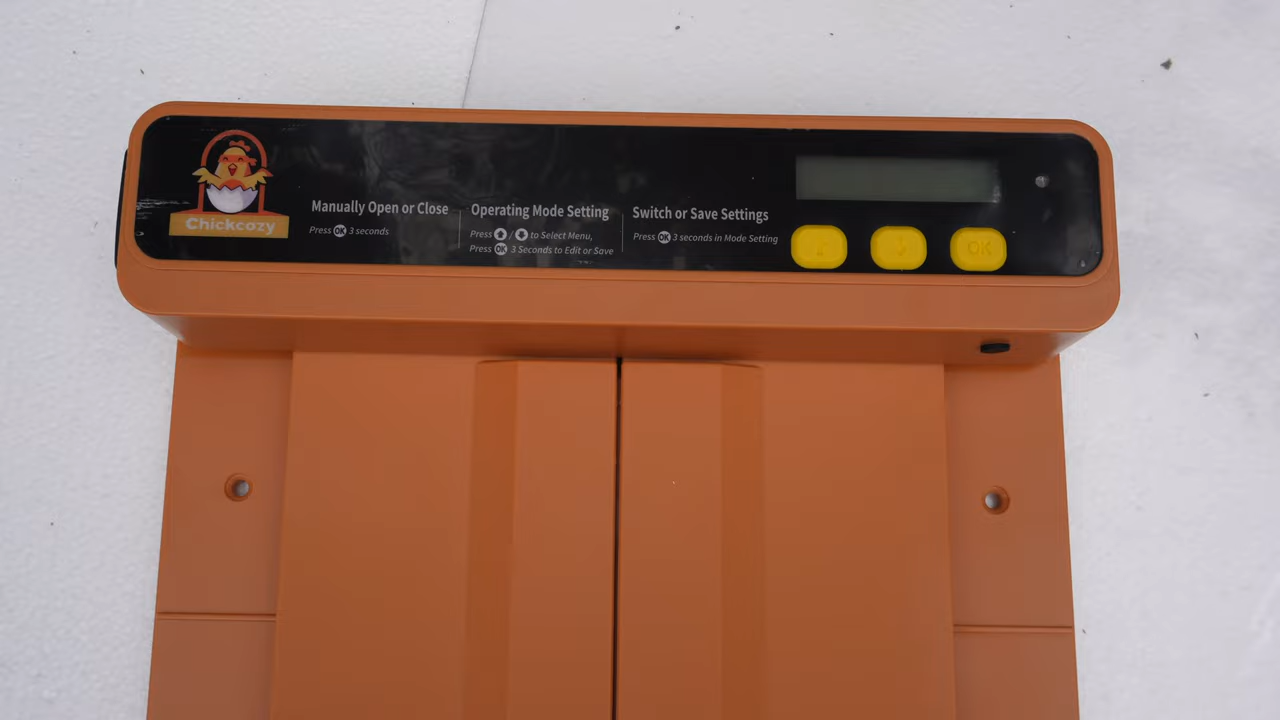 Chickcozy
Manually Open or Close
Press OK 3 seconds
Operating Mode Setting
Press / to Select Menu,
Press OK 3 Seconds to Edit or Save
Switch or Save Settings
Press OK 3 seconds in Mode Setting
OK